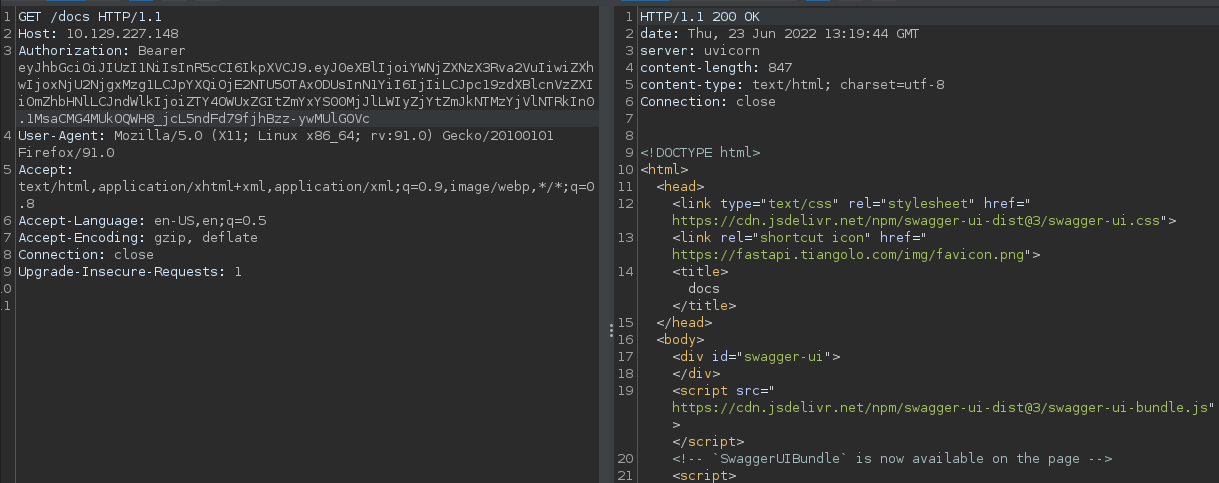 1 GET /docs HTTP/1.1
2 Host: 10.129.227.148
3 Authorization: Bearer
eyJhbGciOiJIUzI1NiIsInR5cCI6IkpXVCJ9.eyJ0eXBlIjoiYWNjZXNzX3Rva2VuIiwiZXh
wIjoxNjU2NjgxMzg1LCJpYXQiOjE2NTU5OTAxODUsInN1YiI6IjIiLCJpc19zdXBlcnVzZXI
iOmZhbHNlLCJndWlkIjoiZTY4OWUxZGItZmYxYS00MjJlLWIyZjYtZmJkNTMzYjVlNTRkIn0
.1MsaCMG4MUkOQWH8_jcL5ndFd79fjhBzz-ywMUlGOVc
4 User-Agent: Mozilla/5.0 (X11; Linux x86_64; rv:91.0) Gecko/20100101
Firefox/91.0
5 Accept:
text/html,application/xhtml+xml,application/xml;q=0.9,image/webp,*/*;q=0
.8
6 Accept-Language: en-US,en;q=0.5
7 Accept-Encoding: gzip, deflate
8 Connection: close
9 Upgrade-Insecure-Requests: 1
0
1
1 HTTP/1.1 200 OK
2 date: Thu, 23 Jun 2022 13:19:44 GMT
3 server: uvicorn
4 content-length: 847
5 content-type: text/html; charset=utf-8
6 Connection: close
7
8
9 <!DOCTYPE html>
10 <html>
11 <head>
12 <link type="text/css" rel="stylesheet" href="
https://cdn.jsdelivr.net/npm/swagger-ui-dist@3/swagger-ui.css">
13 <link rel="shortcut icon" href="
https://fastapi.tiangolo.com/img/favicon.png">
14 <title>
docs
</title>
15 </head>
16 <body>
17 <div id="swagger-ui">
18 </div>
19 <script src="
https://cdn.jsdelivr.net/npm/swagger-ui-dist@3/swagger-ui-bundle.js"
>
</script>
20 <!-- `SwaggerUIBundle` is now available on the page -->
21 <script>